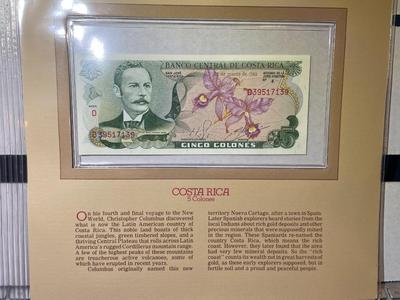 BANCO CENTRAL DE COSTA RICA
SAN JOSÉ
SERIE
D
D39517139
D39517139
CINCO COLONES
5
COSTA RICA
5 Colones
On his fourth and final voyage to the New
World, Christopher Columbus discovered
what is now the Latin American country of
Costa Rica. This noble land boasts of thick
coastal jungles, green timbered slopes, and a
thriving Central Plateau that rolls across Latin
America's rugged Cordilleras mountain range.
A few of the highest peaks of these mountains
are treacherous active volcanoes, some of
which have erupted in recent years.
Columbus originally named this new
territory Nueva Cartago, after a town in Spain.
Later Spanish explorers heard stories from the
local Indians about rich gold deposits and other
precious minerals that were supposedly mined
in the region. These Spaniards re-named the
country Costa Rica, which means the rich
coast. However, they later found that the area
had very few mineral deposits. So the "rich
coast" counts its wealth not in great harvests of
gold, as these early explorers supposed, but in
fertile soil and a proud and peaceful people.